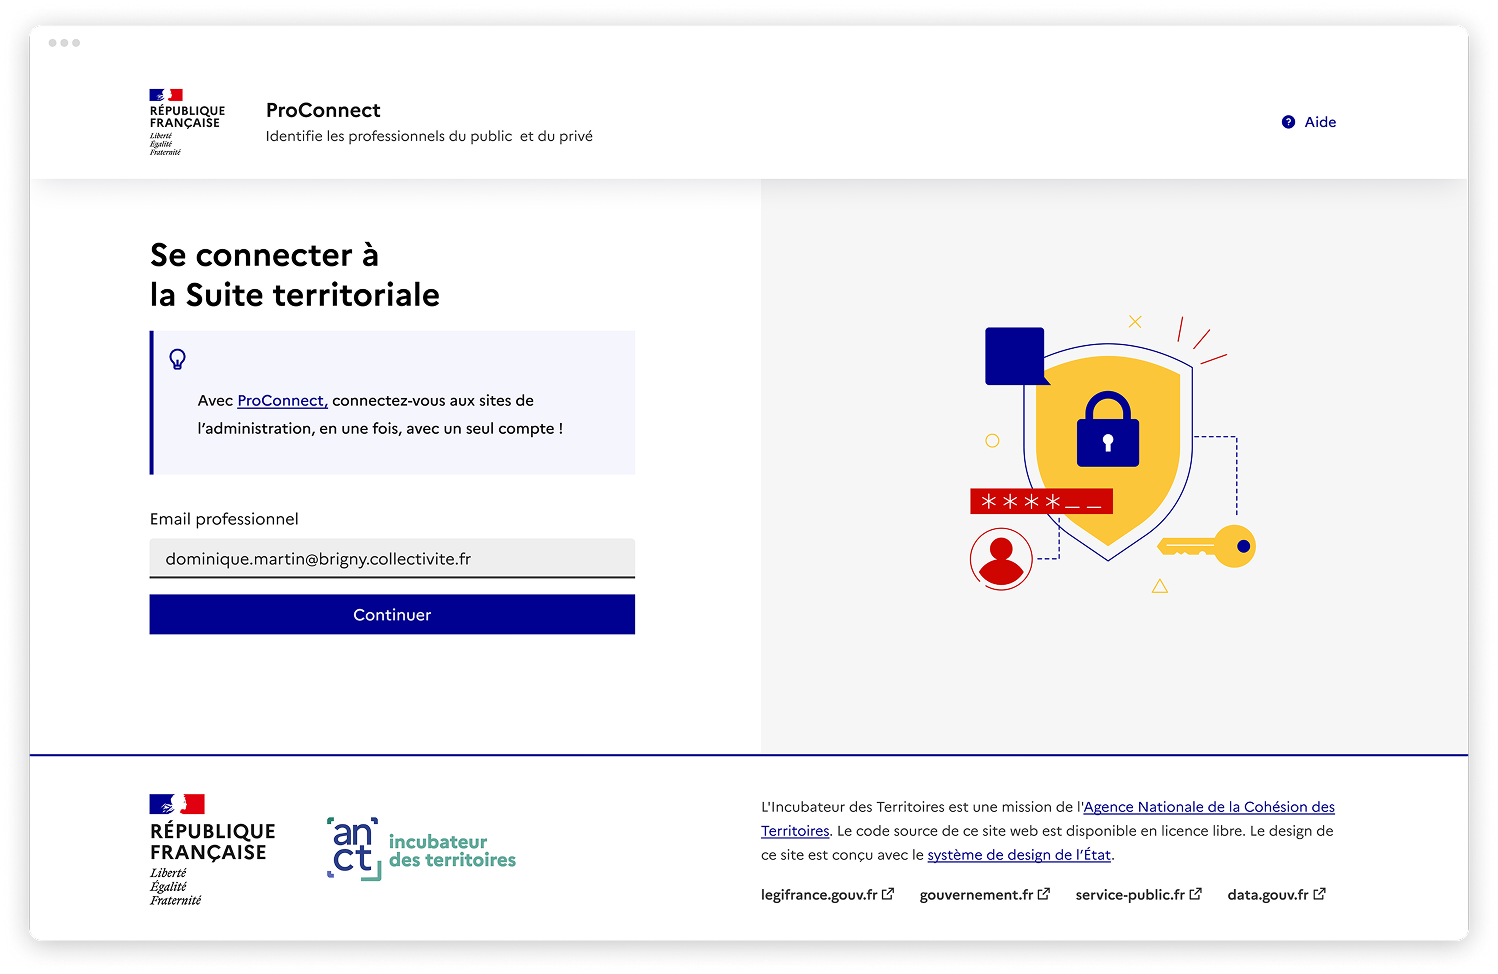 RÉPUBLIQUE
FRANÇAISE
Liberté
Égalité
Fraternité
ProConnect
Identifie les professionnels du public  et du privé
Aide
Se connecter à
la Suite territoriale
Avec ProConnect, connectez-vous aux sites de
l’administration, en une fois, avec un seul compte !
Email professionnel
dominique.martin@brigny.collectivite.fr
Continuer
****__
RÉPUBLIQUE
FRANÇAISE
Liberté
Égalité
Fraternité
anct
incubateur
des territoires
L'Incubateur des Territoires est une mission de l'Agence Nationale de la Cohésion des
Territoires. Le code source de ce site web est disponible en licence libre. Le design de
ce site est conçu avec le système de design de l’État.
legifrance.gouv.fr gouvernement.fr service-public.fr data.gouv.fr